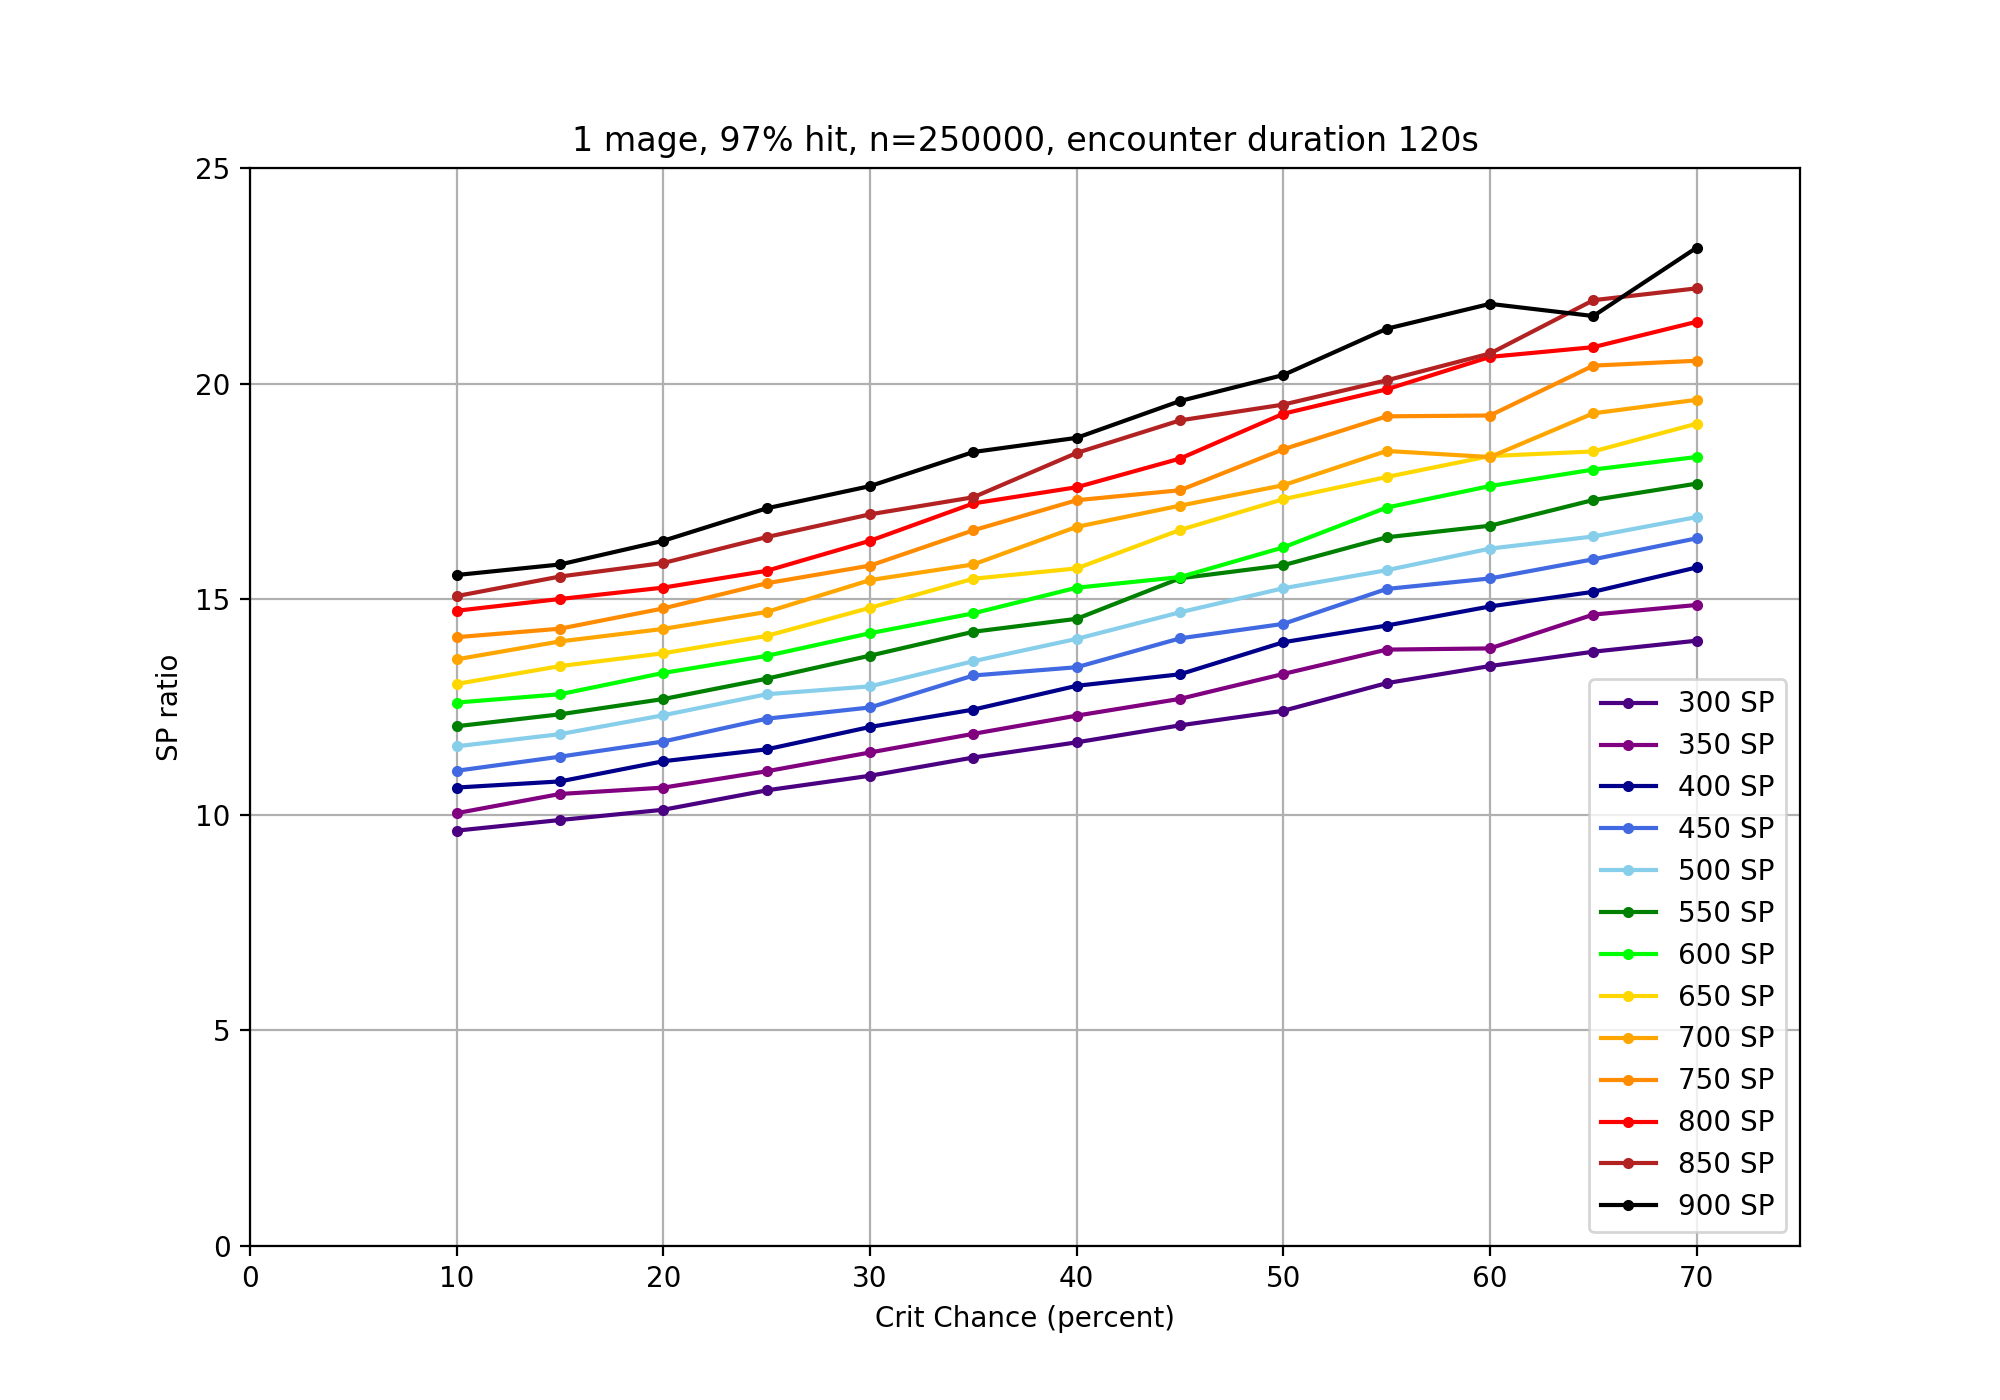 1 mage, 97% hit, n=250000, encounter duration 120s
25
20
15
10
5
0
SP ratio
0 10 20 30 40 50 60 70
Crit Chance (percent)
300 SP
350 SP
400 SP
450 SP
500 SP
550 SP
600 SP
650 SP
700 SP
750 SP
800 SP
850 SP
900 SP